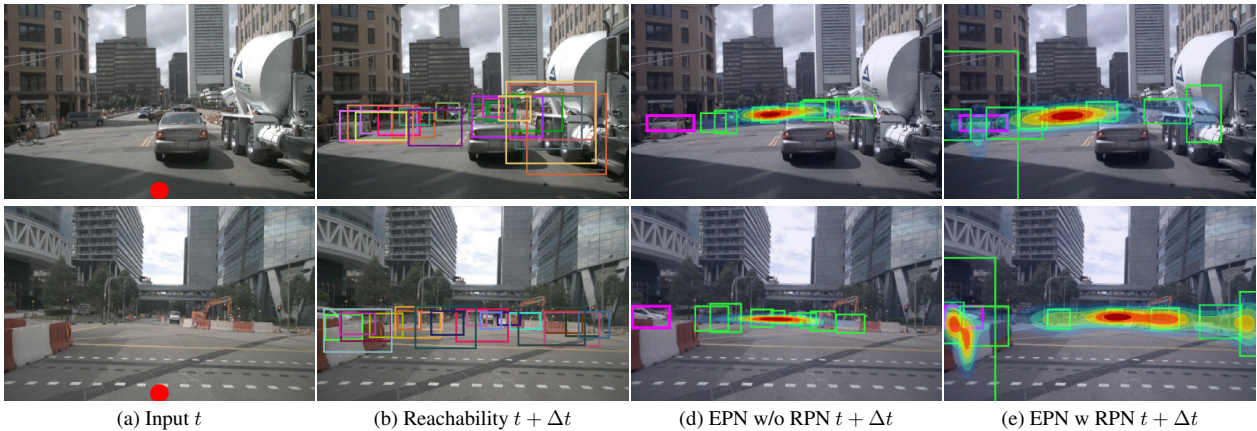 (a) Input t
(b) Reachability t + Δt
(d) EPN w/o RPN t + Δt
(e) EPN w RPN t + Δt